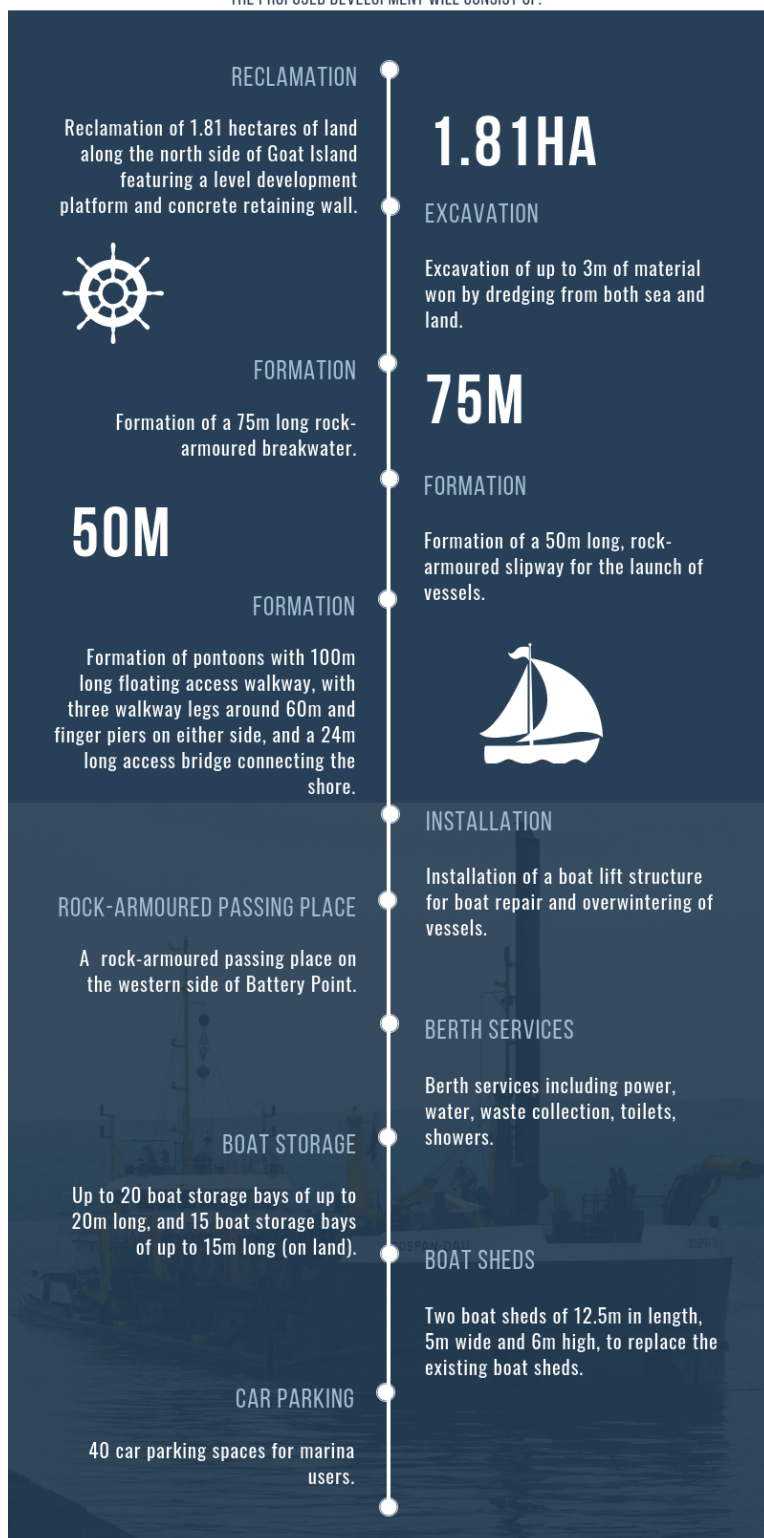 THE PROPOSED DEVELOPMENT WILL CONSIST OF:
RECLAMATION
Reclamation of 1.81 hectares of land
along the north side of Goat Island
featuring a level development
platform and concrete retaining wall.
1.81HA
EXCAVATION
Excavation of up to 3m of material
won by dredging from both sea and
land.
FORMATION
Formation of a 75m long rock-
armoured breakwater.
75M
FORMATION
Formation of a 50m long, rock-
armoured slipway for the launch of
vessels.
50M
FORMATION
Formation of pontoons with 100m
long floating access walkway, with
three walkway legs around 60m and
finger piers on either side, and a 24m
long access bridge connecting the
shore.
INSTALLATION
Installation of a boat lift structure
for boat repair and overwintering of
vessels.
ROCK-ARMOURED PASSING PLACE
A  rock-armoured passing place on
the western side of Battery Point.
BERTH SERVICES
Berth services including power,
water, waste collection, toilets,
showers.
BOAT STORAGE
Up to 20 boat storage bays of up to
20m long, and 15 boat storage bays
of up to 15m long (on land).
BOAT SHEDS
Two boat sheds of 12.5m in length,
5m wide and 6m high, to replace the
existing boat sheds.
CAR PARKING
40 car parking spaces for marina
users.